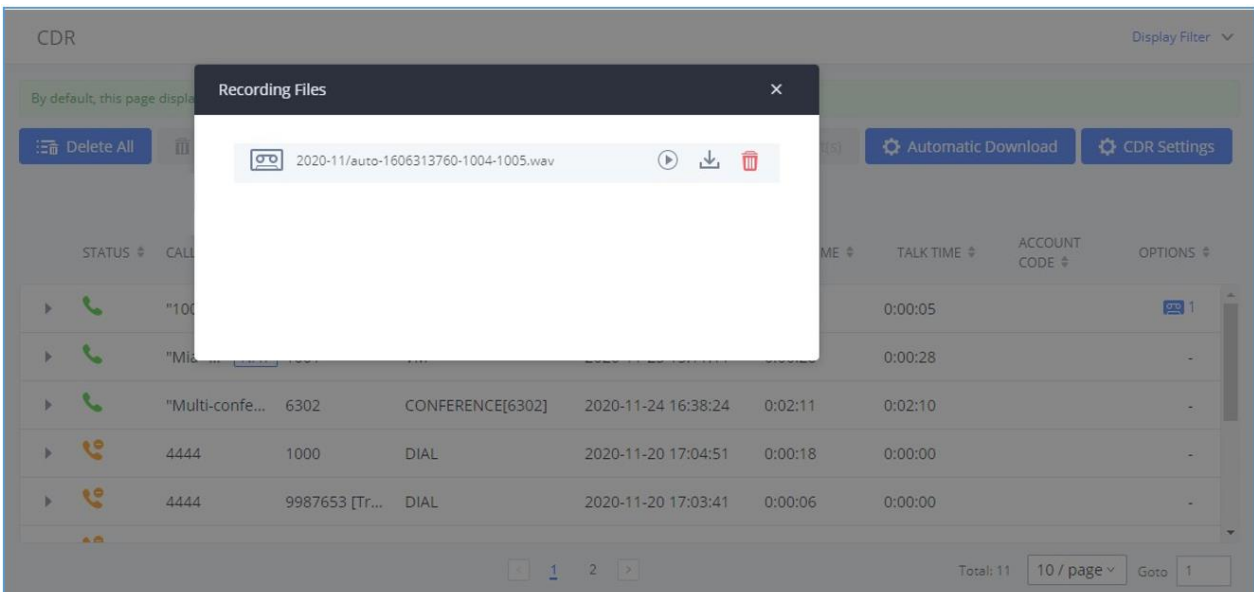 CDR
Display Filter
Recording Files
By default, this page displa
Delete All
2020-11/auto-1606313760-1004-1005.wav
Automatic Download
CDR Settings
STATUS CALL ME TALK TIME ACCOUNT CODE OPTIONS
"100 0:00:05 1
"Mia 0:00:28 -
"Multi-confe... 6302 CONFERENCE[6302] 2020-11-24 16:38:24 0:02:11 0:02:10 -
4444 1000 DIAL 2020-11-20 17:04:51 0:00:18 0:00:00 -
4444 9987653 [Tr... DIAL 2020-11-20 17:03:41 0:00:06 0:00:00 -
< 1 2 > Total: 11 10 / page Goto 1